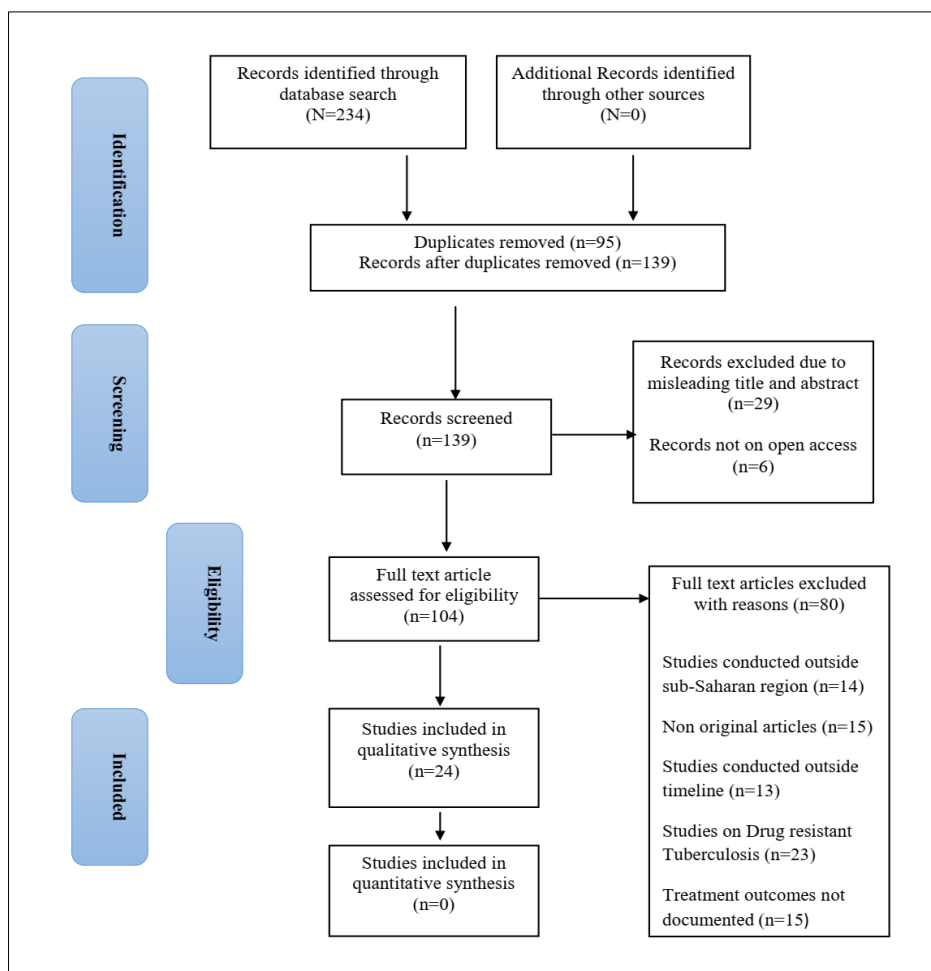 Records identified through
database search
(N=234)
Additional Records identified
through other sources
(N=0)
Identification
Duplicates removed (n=95)
Records after duplicates removed (n=139)
Screening
Records screened
(n=139)
Records excluded due to
misleading title and abstract
(n=29)
Records not on open access
(n=6)
Eligibility
Full text article
assessed for eligibility
(n=104)
Full text articles excluded
with reasons (n=80)
Studies conducted outside
sub-Saharan region (n=14)
Non original articles (n=15)
Studies conducted outside
timeline (n=13)
Studies on Drug resistant
Tuberculosis (n=23)
Treatment outcomes not
documented (n=15)
Included
Studies included in
qualitative synthesis
(n=24)
Studies included in
quantitative synthesis
(n=0)